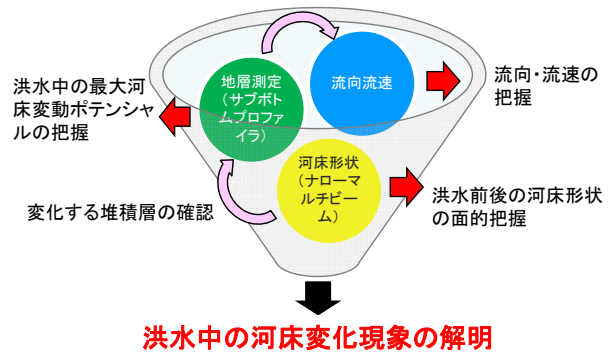 洪水中の最大河
床変動ポテンシャ
ルの把握
地層測定
(サブボト
ムプロファ
イラ)
流向流速
流向・流速の
把握
河床形状
(ナローマ
ルチビー
ム)
変化する堆積層の確認
洪水前後の河床形状
の面的把握
洪水中の河床変化現象の解明